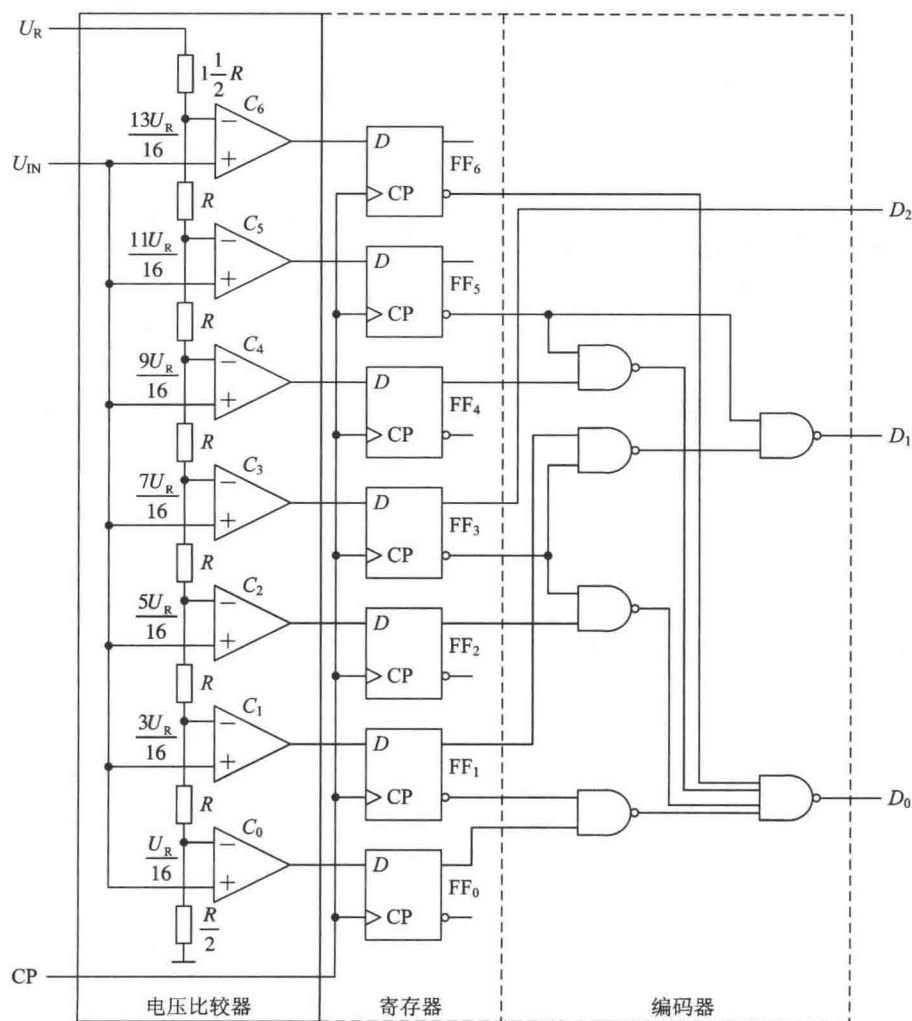 U_R
1 1/2 R
C_6
13U_R/16
U_IN
D
CP
FF_6
R
C_5
11U_R/16
D
CP
FF_5
D_2
R
C_4
9U_R/16
D
CP
FF_4
R
D_1
C_3
7U_R/16
D
CP
FF_3
R
C_2
5U_R/16
D
CP
FF_2
R
C_1
3U_R/16
D
CP
FF_1
R
D_0
C_0
U_R/16
D
CP
FF_0
R/2
CP
电压比较器 寄存器 编码器